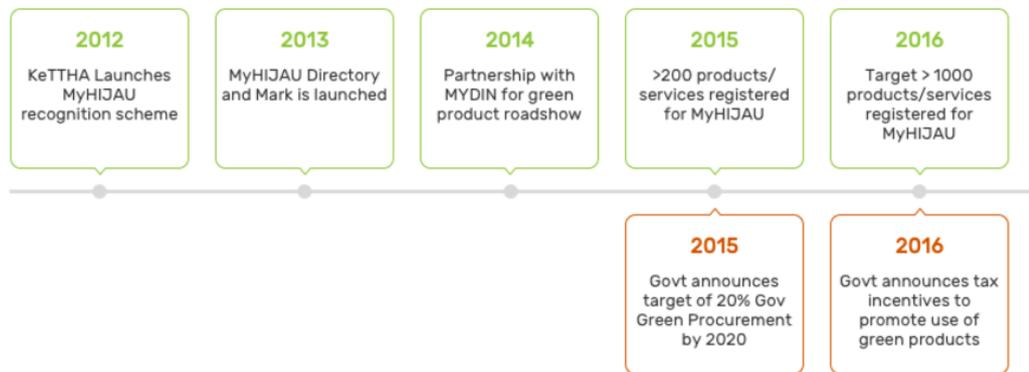 2012
KeTTHA Launches
MyHIJAU
recognition scheme
2013
MyHIJAU Directory
and Mark is launched
2014
Partnership with
MYDIN for green
product roadshow
2015
>200 products/
services registered
for MyHIJAU
2016
Target > 1000
products/services
registered for
MyHIJAU
2015
Govt announces
target of 20% Gov
Green Procurement
by 2020
2016
Govt announces tax
incentives to
promote use of
green products